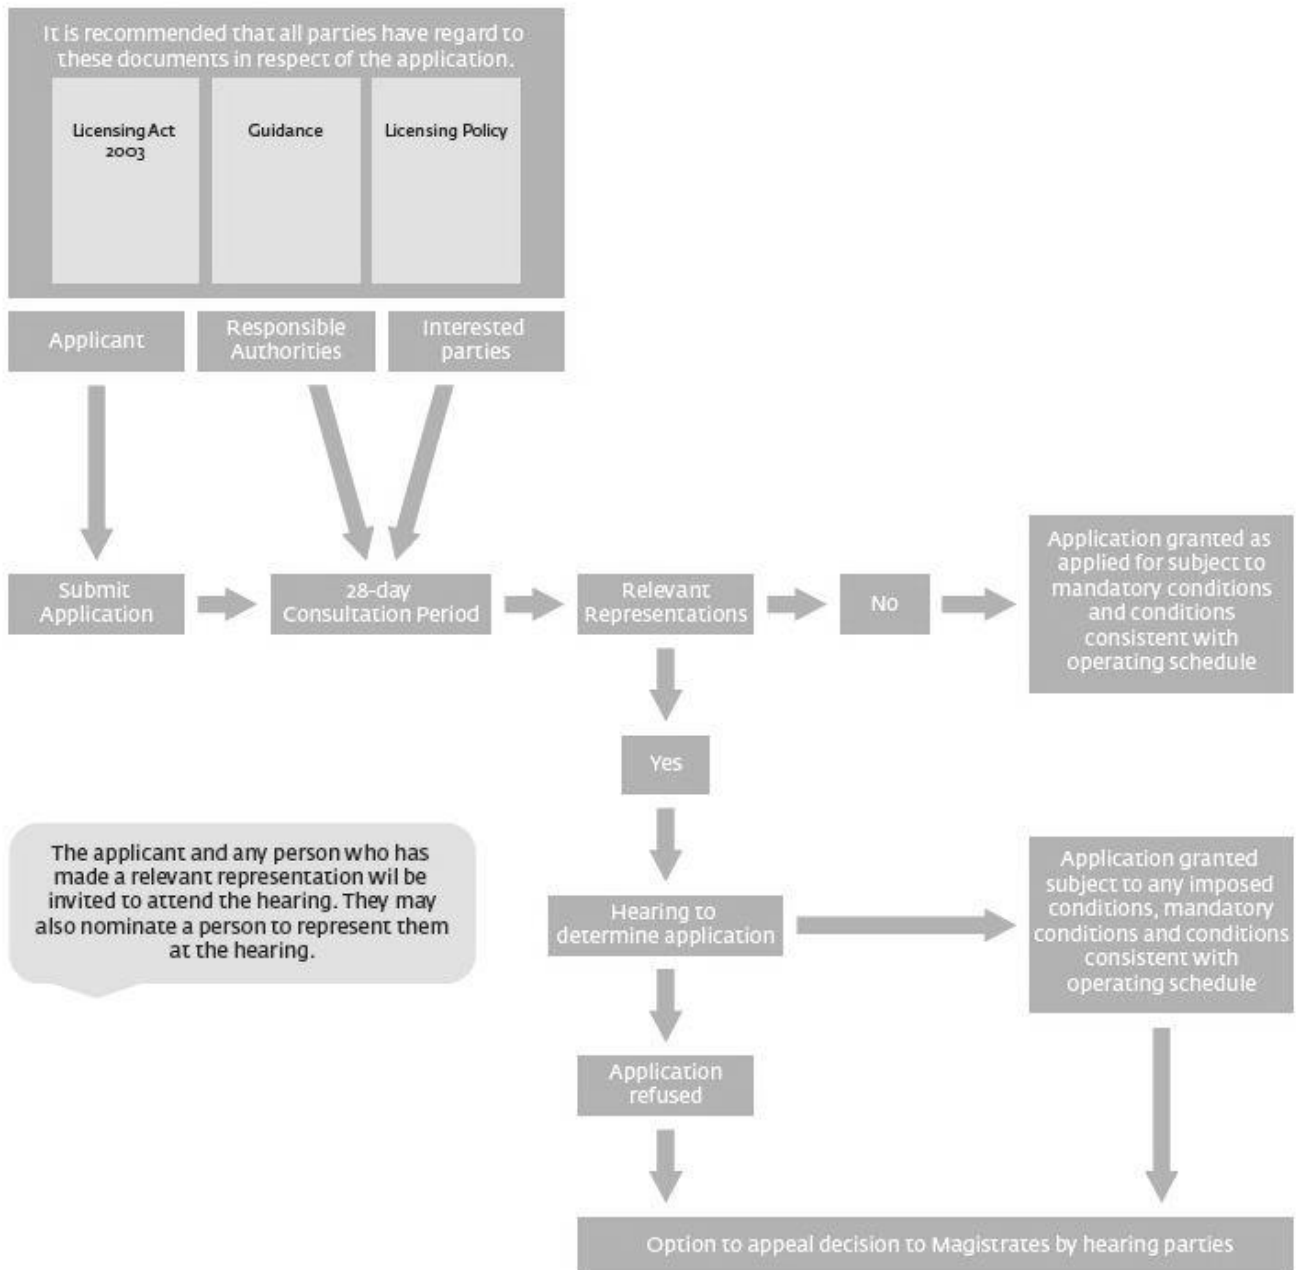 It is recommended that all parties have regard to
these documents in respect of the application.
Licensing Act
2003
Guidance
Licensing Policy
Applicant
Responsible
Authorities
Interested
parties
Submit
Application
28-day
Consultation Period
Relevant
Representations
No
Application granted as
applied for subject to
mandatory conditions
and conditions
consistent with
operating schedule
Yes
The applicant and any person who has
made a relevant representation wil be
invited to attend the hearing. They may
also nominate a person to represent them
at the hearing.
Hearing to
determine application
Application granted
subject to any imposed
conditions, mandatory
conditions and conditions
consistent with
operating schedule
Application
refused
Option to appeal decision to Magistrates by hearing parties